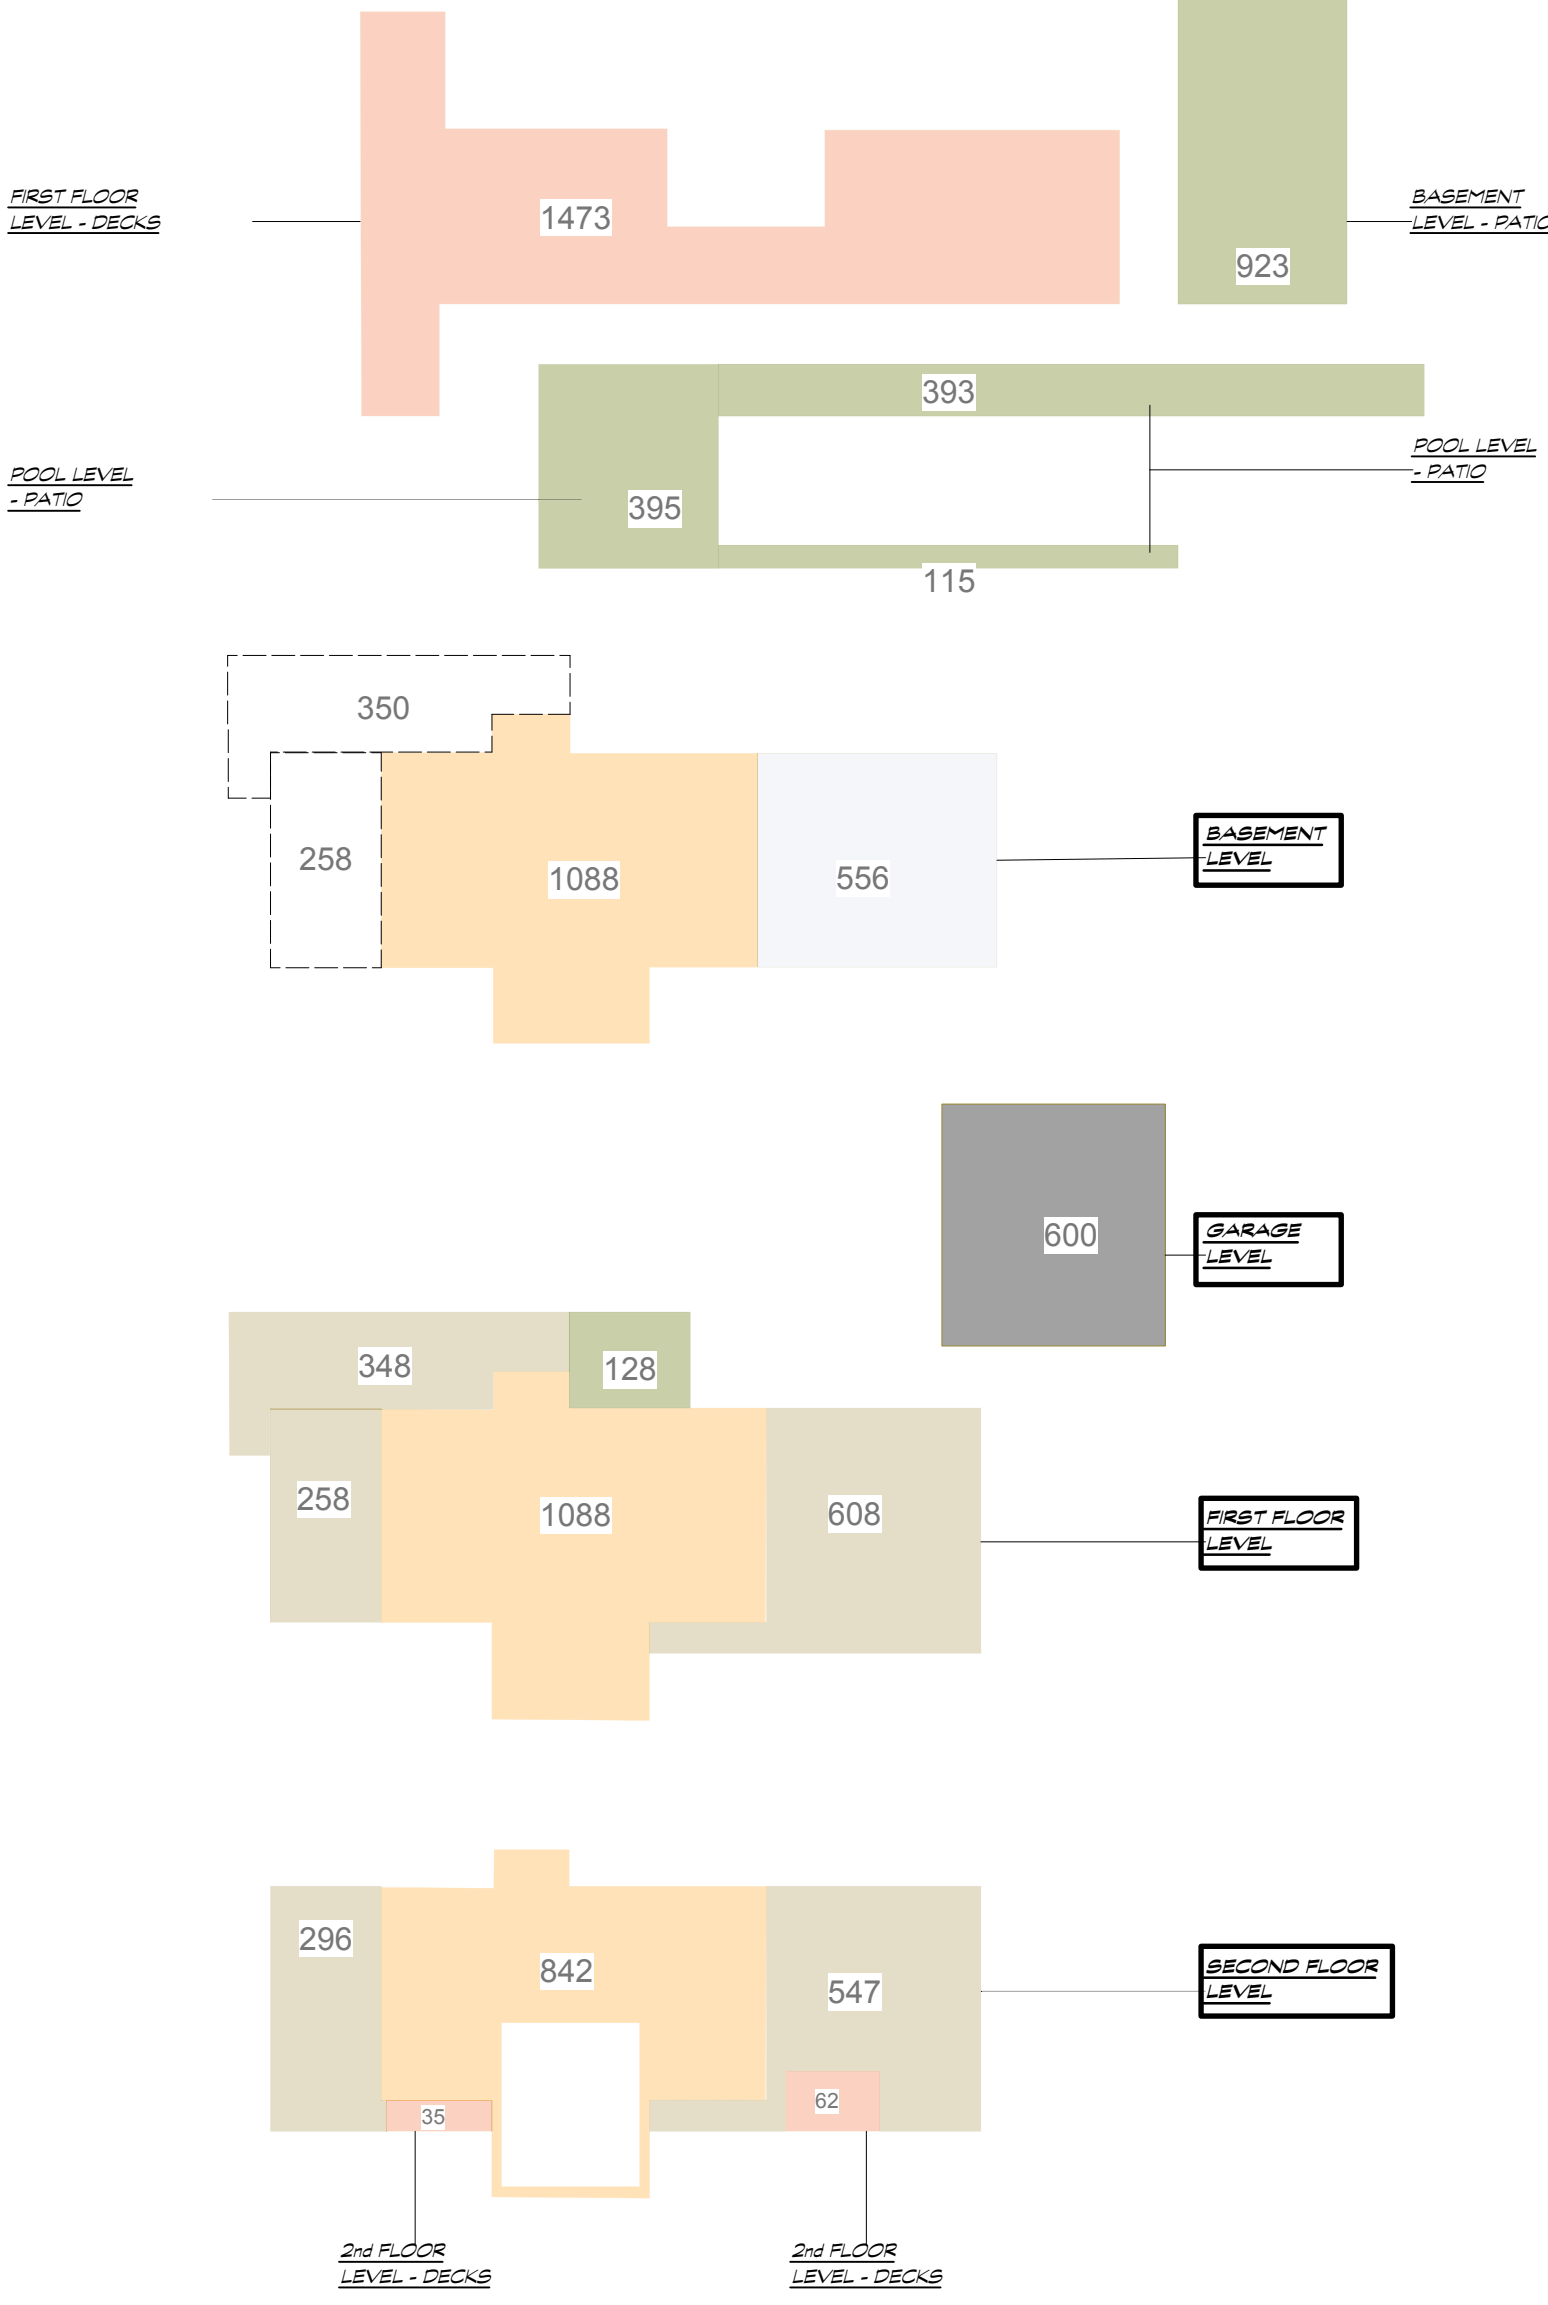 FIRST FLOOR
LEVEL - DECKS
1473
BASEMENT
LEVEL - PATIO
923
393
POOL LEVEL
- PATIO
395
POOL LEVEL
- PATIO
115
350
258
1088
556
BASEMENT
LEVEL
600
GARAGE
LEVEL
348
128
258
1088
608
FIRST FLOOR
LEVEL
296
842
547
SECOND FLOOR
LEVEL
35
62
2nd FLOOR
LEVEL - DECKS
2nd FLOOR
LEVEL - DECKS